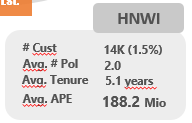 HNWI
# Cust 14K (1.5%)
Avg. # Pol 2.0
Avg. Tenure 5.1 years
Avg. APE 188.2 Mio